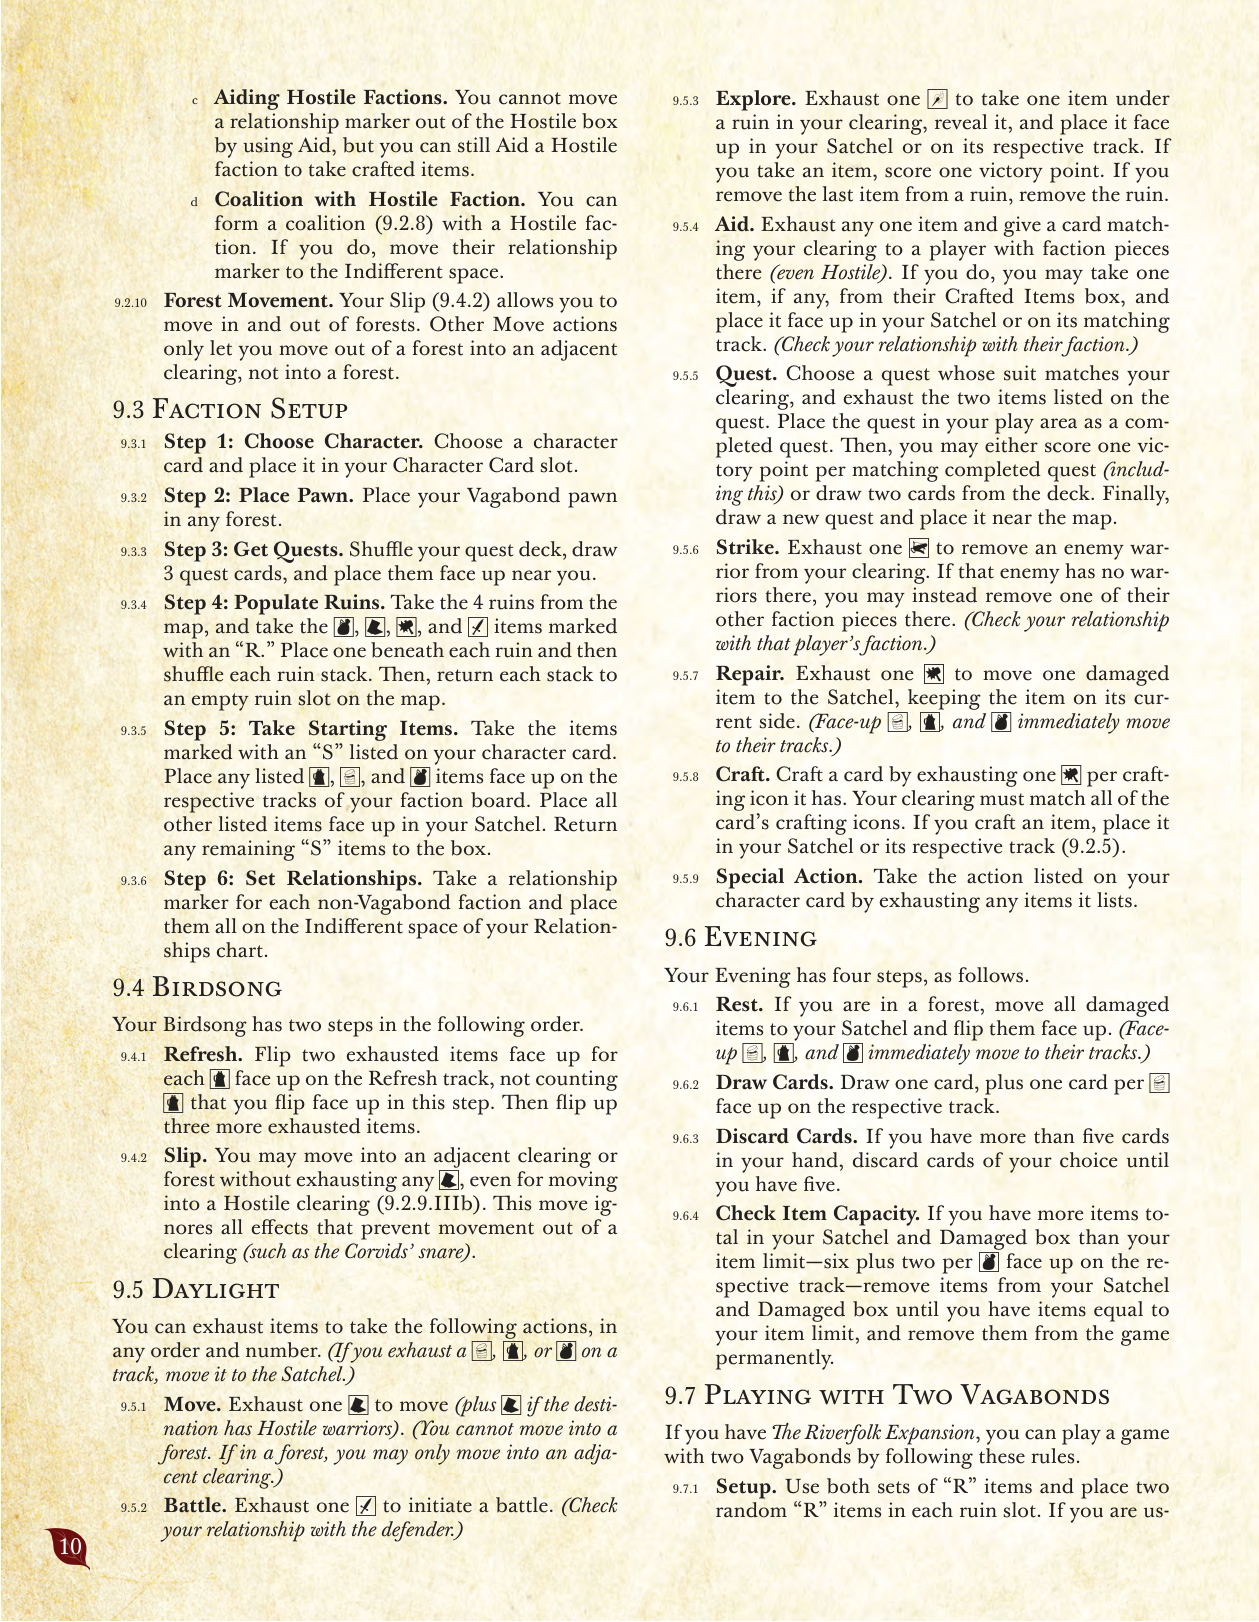 c Aiding Hostile Factions. You cannot move
a relationship marker out of the Hostile box
by using Aid, but you can still Aid a Hostile
faction to take crafted items.
d Coalition with Hostile Faction. You can
form a coalition (9.2.8) with a Hostile fac-
tion. If you do, move their relationship
marker to the Indifferent space.
9.2.10 Forest Movement. Your Slip (9.4.2) allows you to
move in and out of forests. Other Move actions
only let you move out of a forest into an adjacent
clearing, not into a forest.
9.3 Faction Setup
9.3.1 Step 1: Choose Character. Choose a character
card and place it in your Character Card slot.
9.3.2 Step 2: Place Pawn. Place your Vagabond pawn
in any forest.
9.3.3 Step 3: Get Quests. Shuffle your quest deck, draw
3 quest cards, and place them face up near you.
9.3.4 Step 4: Populate Ruins. Take the 4 ruins from the
map, and take the , , , and items marked
with an “R.” Place one beneath each ruin and then
shuffle each ruin stack. Then, return each stack to
an empty ruin slot on the map.
9.3.5 Step 5: Take Starting Items. Take the items
marked with an “S” listed on your character card.
Place any listed , , and items face up on the
respective tracks of your faction board. Place all
other listed items face up in your Satchel. Return
any remaining “S” items to the box.
9.3.6 Step 6: Set Relationships. Take a relationship
marker for each non-Vagabond faction and place
them all on the Indifferent space of your Relation-
ships chart.
9.4 Birdsong
Your Birdsong has two steps in the following order.
9.4.1 Refresh. Flip two exhausted items face up for
each face up on the Refresh track, not counting
that you flip face up in this step. Then flip up
three more exhausted items.
9.4.2 Slip. You may move into an adjacent clearing or
forest without exhausting any , even for moving
into a Hostile clearing (9.2.9.IIIb). This move ig-
nores all effects that prevent movement out of a
clearing (such as the Corvids’ snare).
9.5 Daylight
You can exhaust items to take the following actions, in
any order and number. (If you exhaust a , , or on a
track, move it to the Satchel.)
9.5.1 Move. Exhaust one to move (plus if the desti-
nation has Hostile warriors). (You cannot move into a
forest. If in a forest, you may only move into an adja-
cent clearing.)
9.5.2 Battle. Exhaust one to initiate a battle. (Check
your relationship with the defender.)
10
9.5.3 Explore. Exhaust one to take one item under
a ruin in your clearing, reveal it, and place it face
up in your Satchel or on its respective track. If
you take an item, score one victory point. If you
remove the last item from a ruin, remove the ruin.
9.5.4 Aid. Exhaust any one item and give a card match-
ing your clearing to a player with faction pieces
there (even Hostile). If you do, you may take one
item, if any, from their Crafted Items box, and
place it face up in your Satchel or on its matching
track. (Check your relationship with their faction.)
9.5.5 Quest. Choose a quest whose suit matches your
clearing, and exhaust the two items listed on the
quest. Place the quest in your play area as a com-
pleted quest. Then, you may either score one vic-
tory point per matching completed quest (includ-
ing this) or draw two cards from the deck. Finally,
draw a new quest and place it near the map.
9.5.6 Strike. Exhaust one to remove an enemy war-
rior from your clearing. If that enemy has no war-
riors there, you may instead remove one of their
other faction pieces there. (Check your relationship
with that player’s faction.)
9.5.7 Repair. Exhaust one to move one damaged
item to the Satchel, keeping the item on its cur-
rent side. (Face-up , , and immediately move
to their tracks.)
9.5.8 Craft. Craft a card by exhausting one per craft-
ing icon it has. Your clearing must match all of the
card’s crafting icons. If you craft an item, place it
in your Satchel or its respective track (9.2.5).
9.5.9 Special Action. Take the action listed on your
character card by exhausting any items it lists.
9.6 Evening
Your Evening has four steps, as follows.
9.6.1 Rest. If you are in a forest, move all damaged
items to your Satchel and flip them face up. (Face-
up , , and immediately move to their tracks.)
9.6.2 Draw Cards. Draw one card, plus one card per
face up on the respective track.
9.6.3 Discard Cards. If you have more than five cards
in your hand, discard cards of your choice until
you have five.
9.6.4 Check Item Capacity. If you have more items to-
tal in your Satchel and Damaged box than your
item limit—six plus two per face up on the re-
spective track—remove items from your Satchel
and Damaged box until you have items equal to
your item limit, and remove them from the game
permanently.
9.7 Playing with Two Vagabonds
If you have The Riverfolk Expansion, you can play a game
with two Vagabonds by following these rules.
9.7.1 Setup. Use both sets of “R” items and place two
random “R” items in each ruin slot. If you are us-